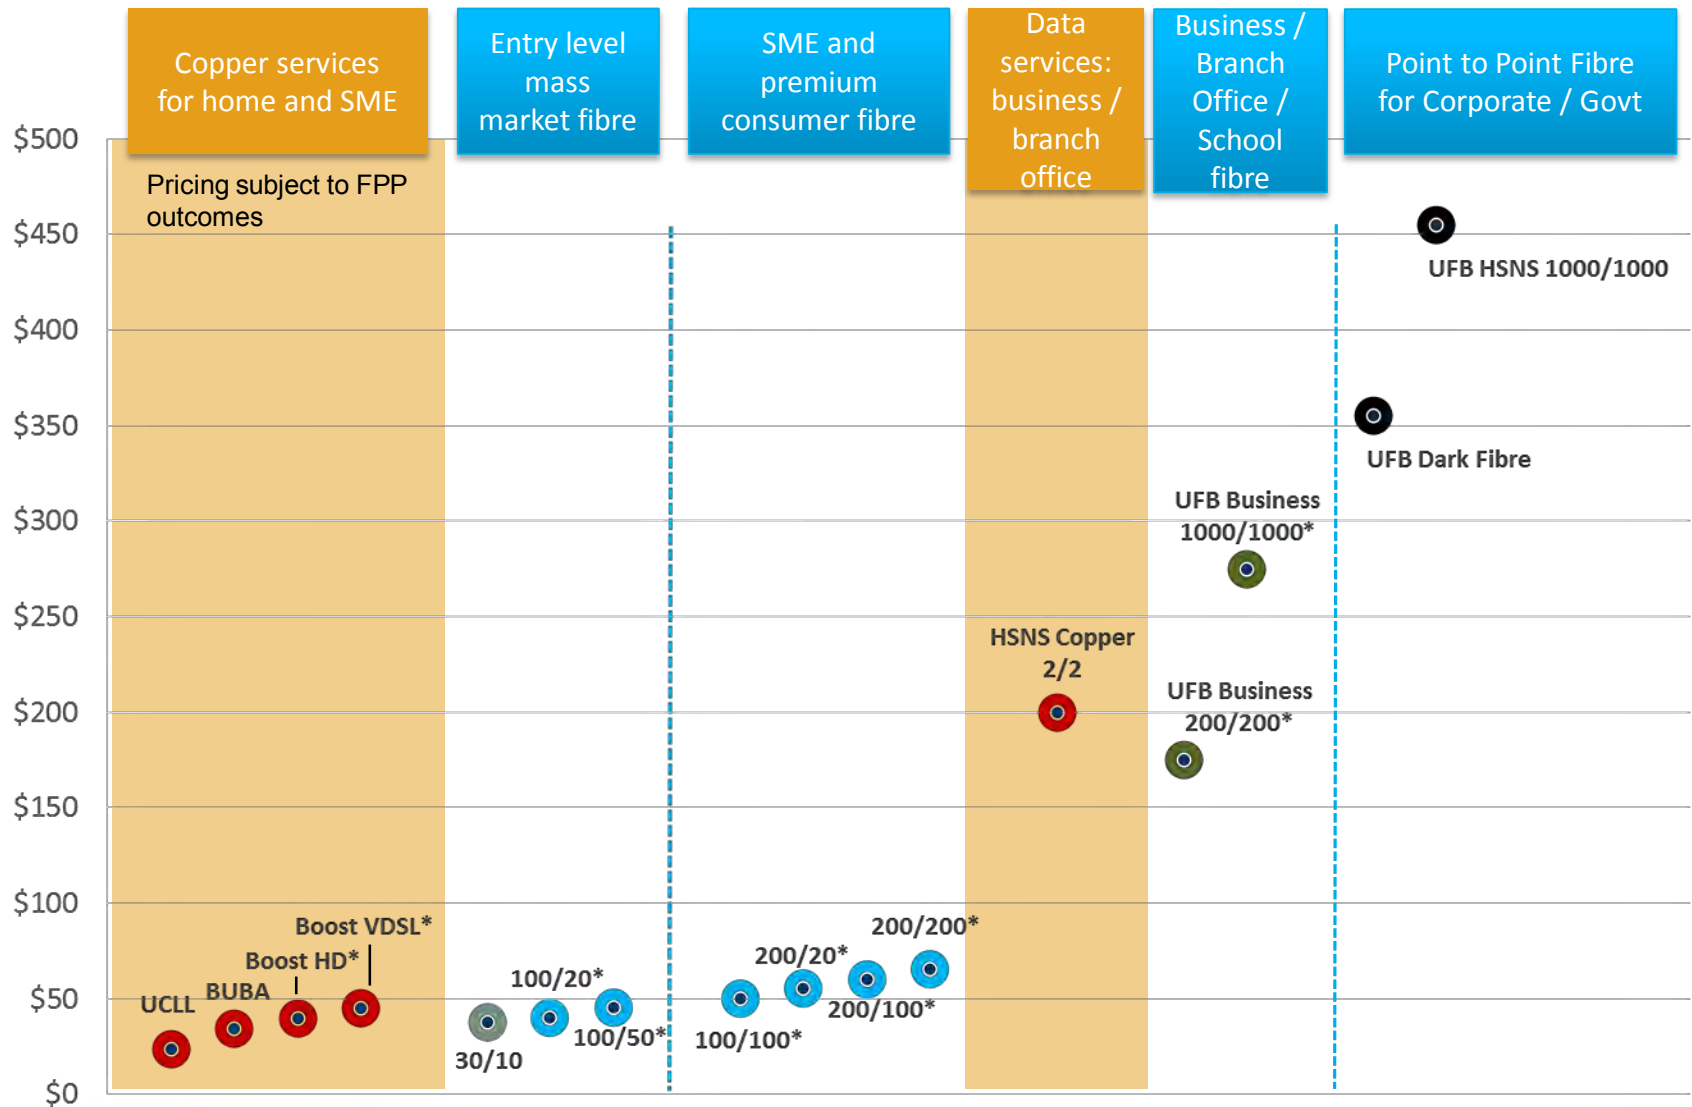 Copper services
for home and SME
Entry level
mass
market fibre
SME and
premium
consumer fibre
Data
services:
business /
branch
office
Business /
Branch
Office /
School
fibre
Point to Point Fibre
for Corporate / Govt
Pricing subject to FPP
outcomes
$500
$450
$400
$350
$300
$250
$200
$150
$100
$50
$0
UCLL
BUBA
Boost HD*
Boost VDSL*
30/10
100/20*
100/50*
100/100*
200/20*
200/100*
200/200*
HSNS Copper
2/2
UFB Business
200/200*
UFB Business
1000/1000*
UFB Dark Fibre
UFB HSNS 1000/1000